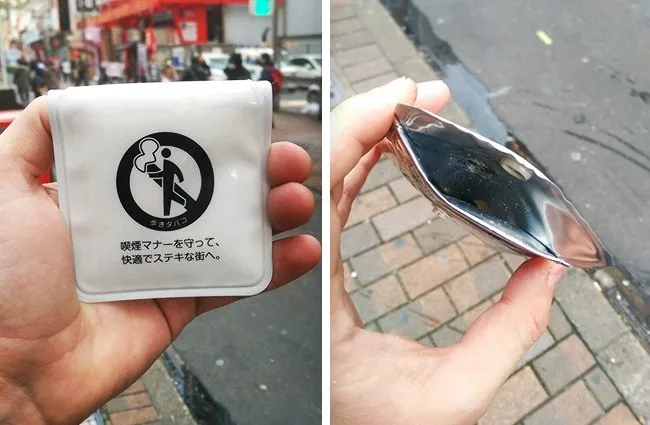 歩きタバコ
喫煙マナーを守って、
快適でステキな街へ。